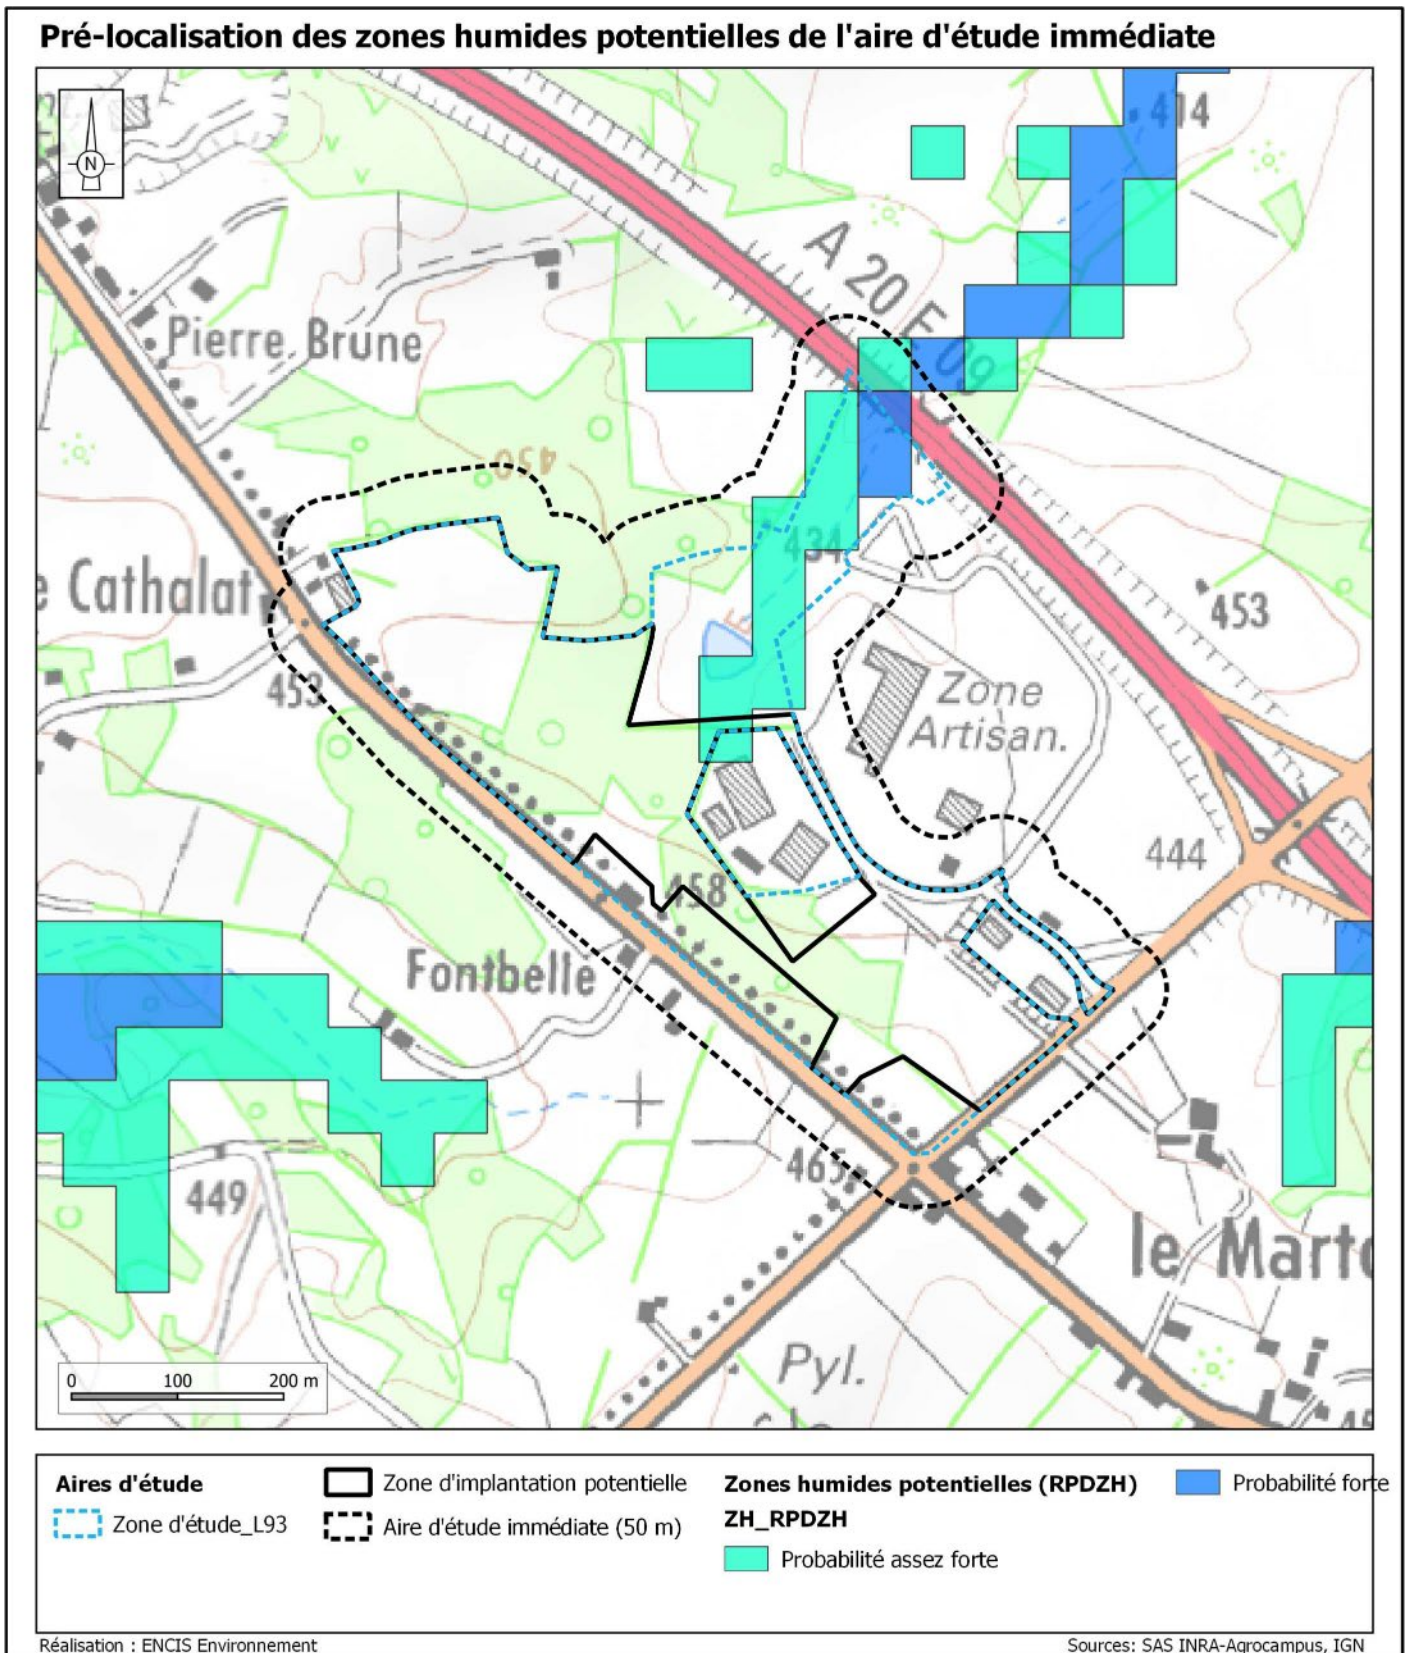 Pré-localisation des zones humides potentielles de l'aire d'étude immédiate
N
414
A 20 E 09
Pierre Brune
450
434
e Cathalat
453
453
Zone
Artisan.
444
458
Fontbelle
465
449
le Marto
Pyl.
0 100 200 m
Aires d'étude
Zone d'étude_L93
Zone d'implantation potentielle
Aire d'étude immédiate (50 m)
Zones humides potentielles (RPDZH)
ZH_RPDZH
Probabilité assez forte
Probabilité forte
Réalisation : ENCIS Environnement
Sources: SAS INRA-Agrocampus, IGN